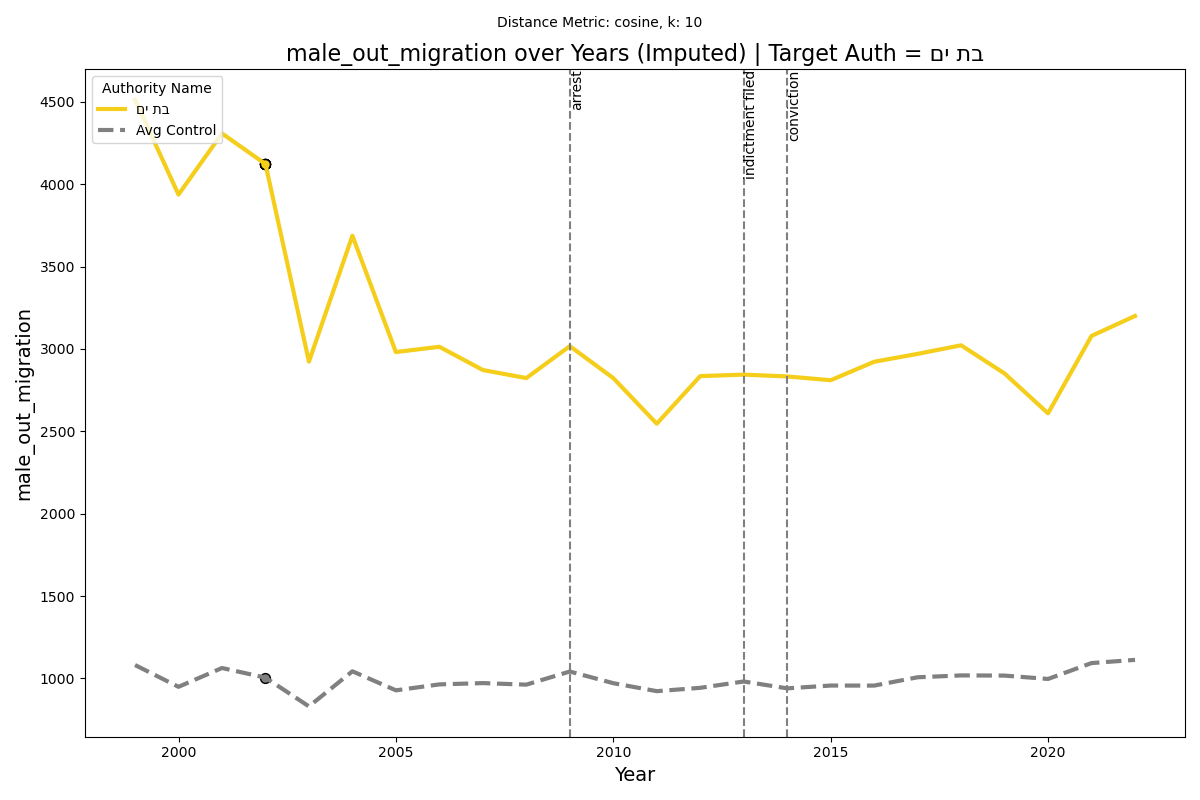 Distance Metric: cosine, k: 10
male_out_migration over Years (Imputed) | Target Auth = בת ים
Authority Name
בת ים
Avg Control
arrest
indictment filed
conviction
male_out_migration
4500
4000
3500
3000
2500
2000
1500
1000
2000 2005 2010 2015 2020
Year